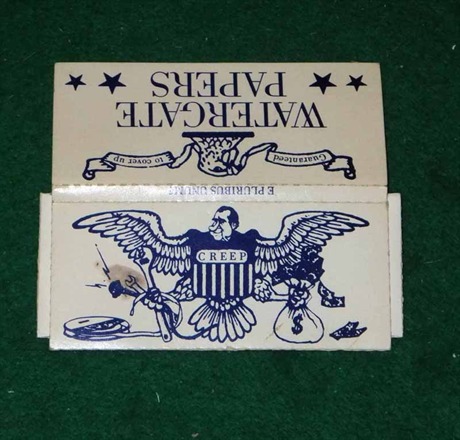 E PLURIBUS UNUM
Guaranteed to cover up
WATERGATE
PAPERS
CREEP
$